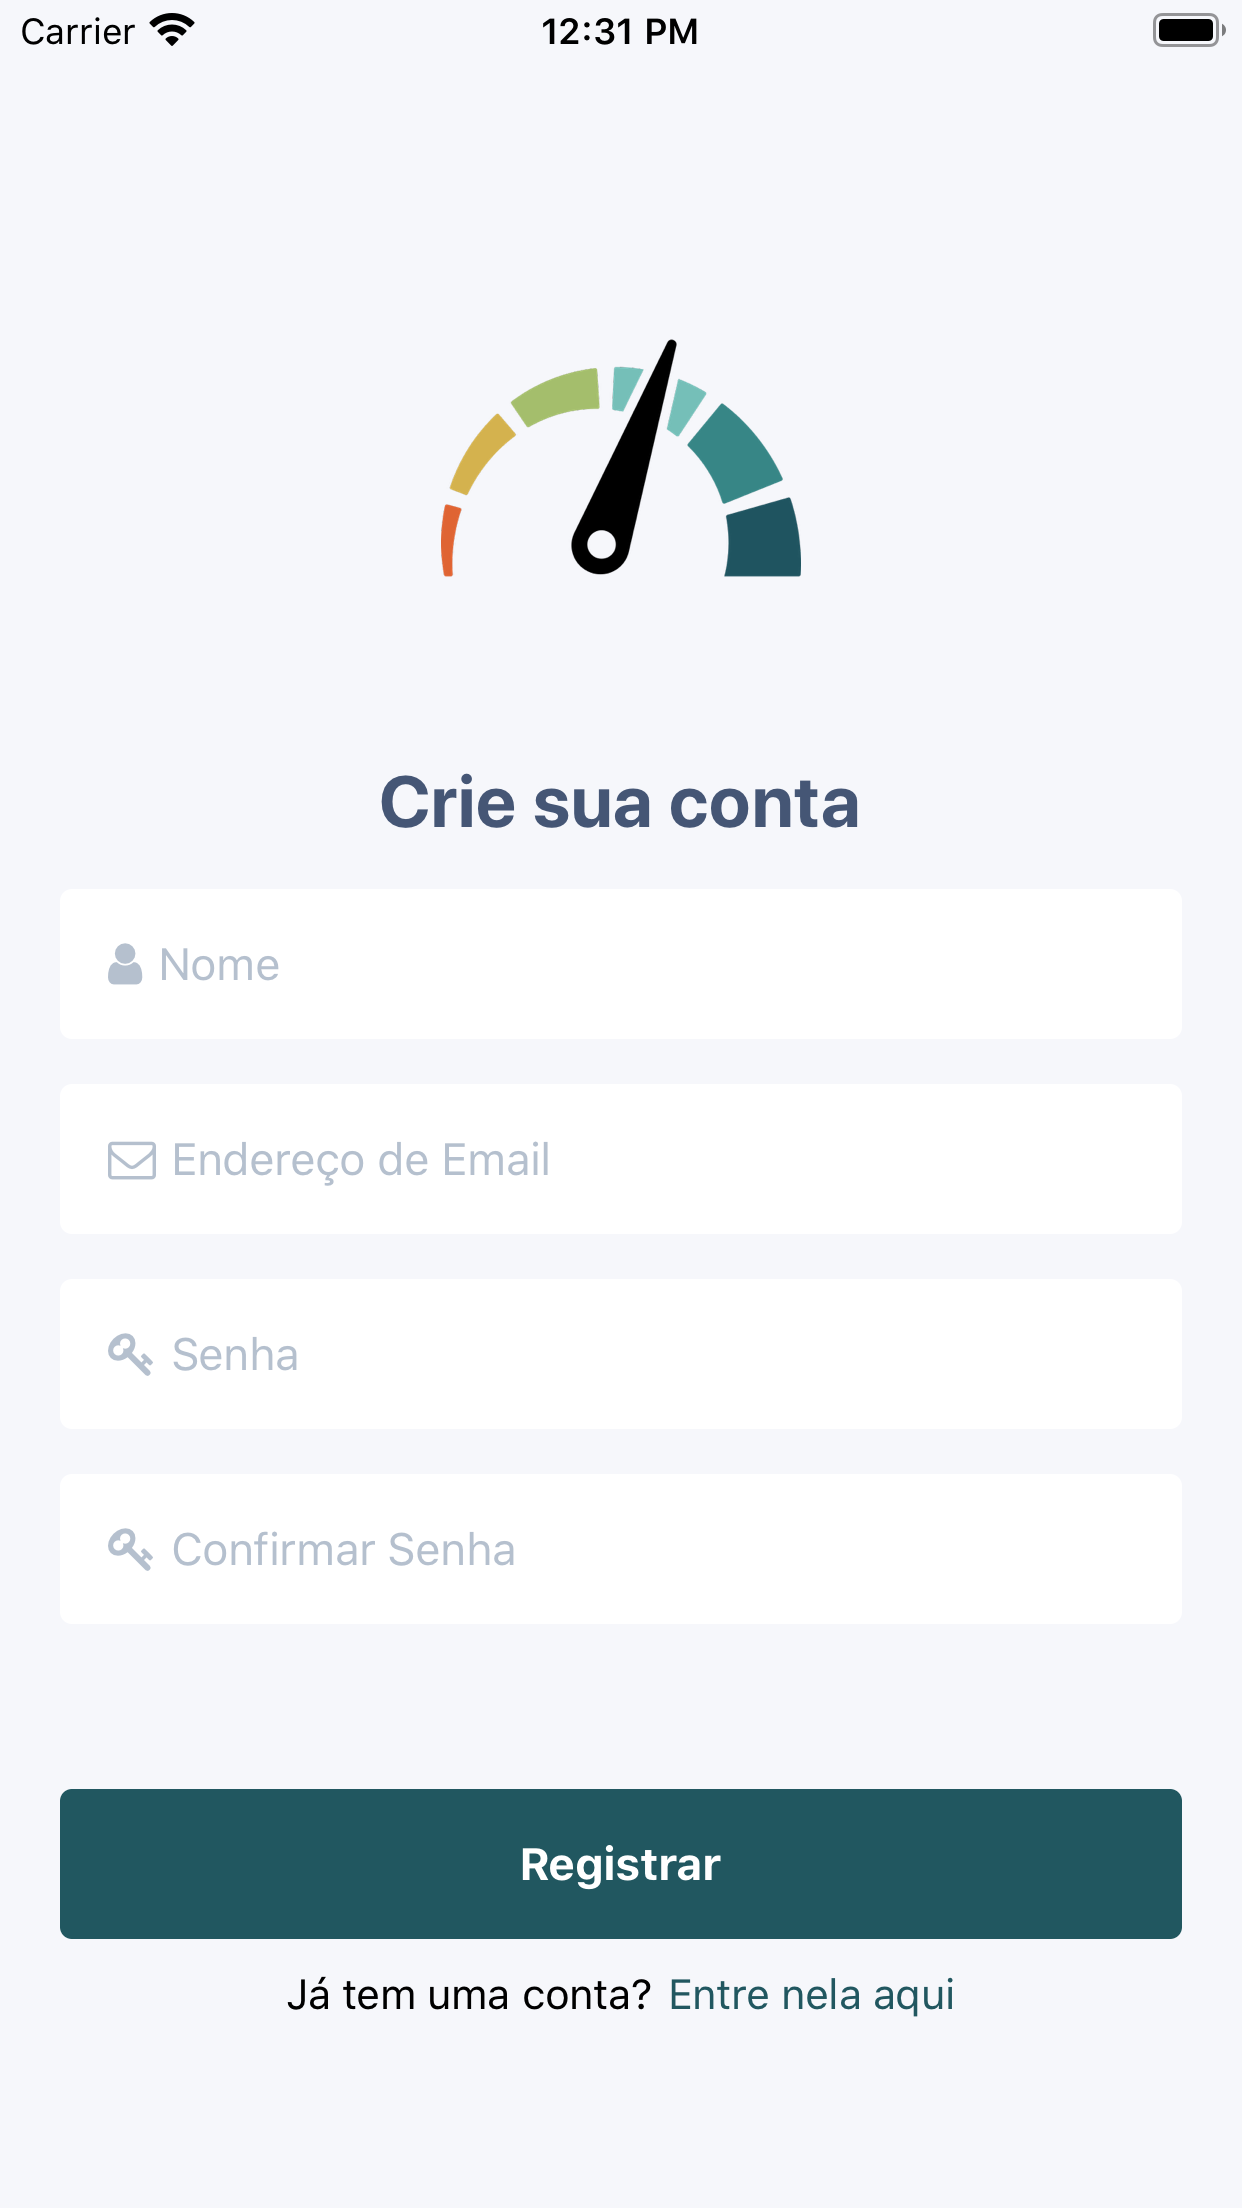 Carrier 12:31 PM
Crie sua conta
Nome
Endereço de Email
Senha
Confirmar Senha
Registrar
Já tem uma conta? Entre nela aqui